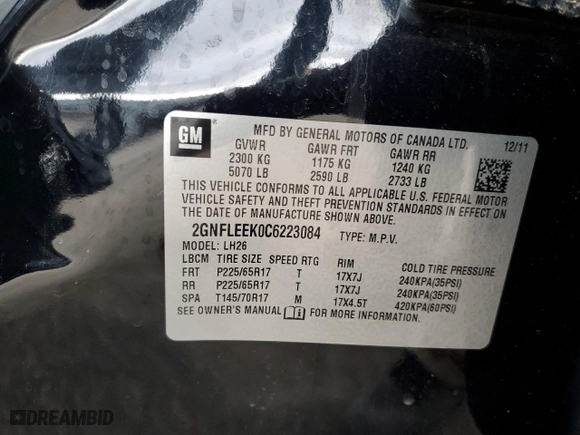 GM
MFD BY GENERAL MOTORS OF CANADA LTD.
GVWR GAWR FRT GAWR RR 12/11
2300 KG 1175 KG 1240 KG
5070 LB 2590 LB 2733 LB
THIS VEHICLE CONFORMS TO ALL APPLICABLE U.S. FEDERAL MOTOR
VEHICLE SAFETY AND THEFT PREVENTION STANDARDS IN EFFECT
ON THE DATE OF MANUFACTURE SHOWN ABOVE.
2GNFLEEK0C6223084 TYPE: M.P.V.
MODEL: LH26
LBCM TIRE SIZE SPEED RTG RIM COLD TIRE PRESSURE
FRT P225/65R17 T 17X7J 240KPA(35PSI)
RR P225/65R17 T 17X7J 240KPA(35PSI)
SPA T145/70R17 M 17X4.5T 420KPA(60PSI)
SEE OWNER'S MANUAL FOR MORE INFORMATION
DREAMBID